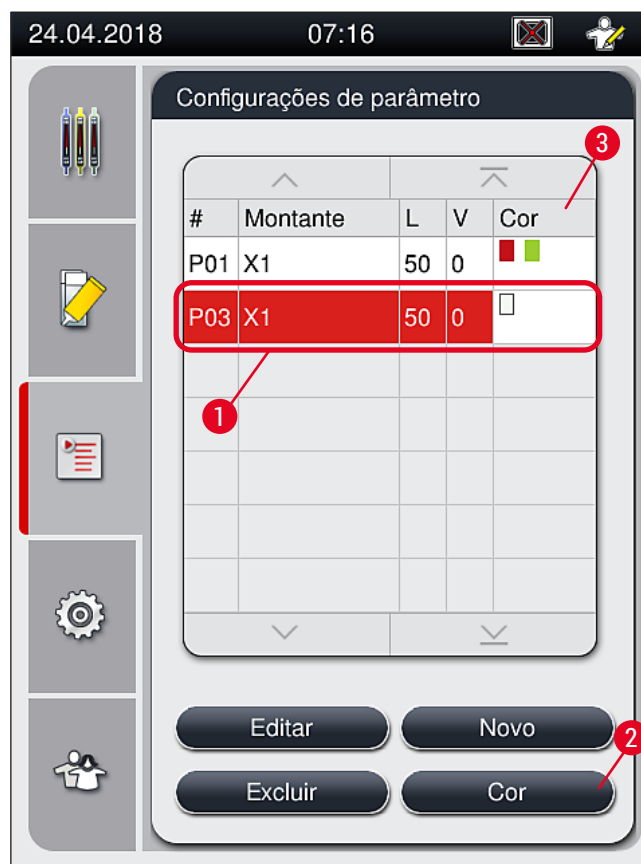 24.04.2018 07:16
Configurações de parâmetro
3
# Montante L V Cor
P01 X1 50 0
P03 X1 50 0
1
Editar Novo
2
Excluir Cor